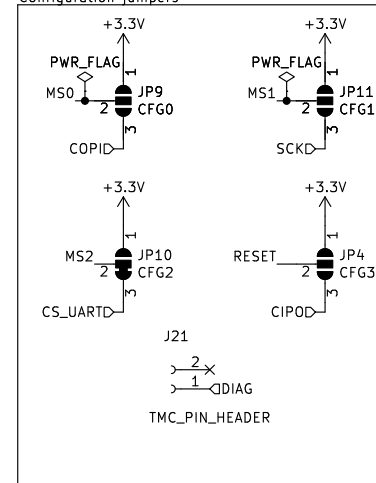 Configuration jumpers
+3.3V
+3.3V
PWR_FLAG
PWR_FLAG
1
1
MS0
JP9
MS1
JP11
2
CFG0
2
CFG1
3
3
COPI
SCK
+3.3V
+3.3V
1
1
MS2
JP10
RESET
JP4
2
CFG2
2
CFG3
3
3
CS_UART
CIPO
J21
2
1
DIAG
TMC_PIN_HEADER